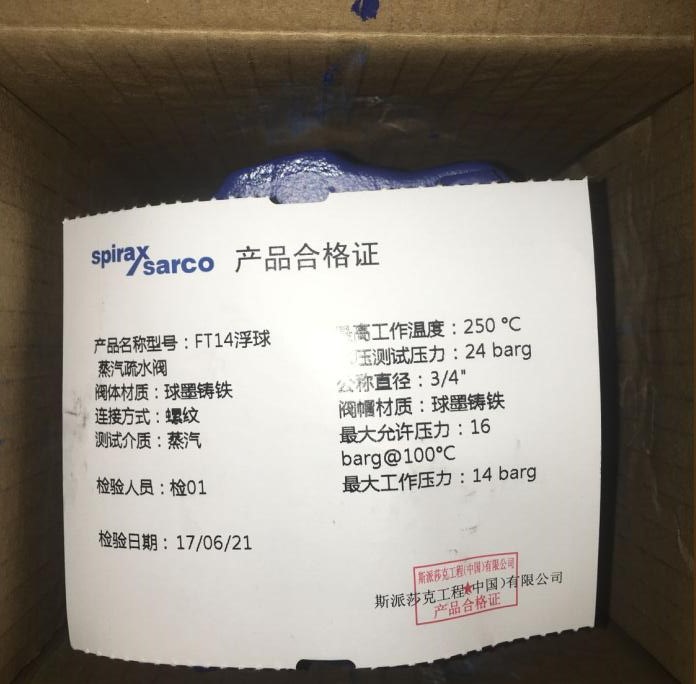 spirax sarco 产品合格证
产品名称型号：FT14浮球
蒸汽疏水阀
阀体材质：球墨铸铁
连接方式：螺纹
测试介质：蒸汽
检验人员：检01
检验日期：17/06/21
高工作温度：250 ℃
压测试压力：24 barg
公称直径：3/4"
阀帽材质：球墨铸铁
最大允许压力：16
barg@100℃
最大工作压力：14 barg
斯派莎克工程(中国)有限公司
斯派莎克工程(中国)有限公司
产品合格证